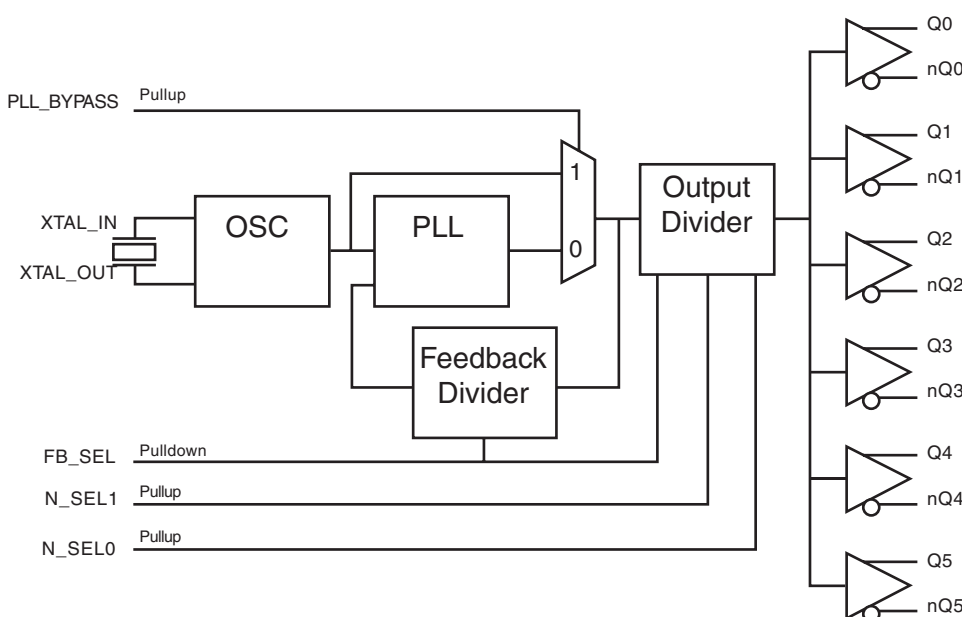 PLL_BYPASS
Pullup
XTAL_IN
XTAL_OUT
OSC
PLL
1
0
Output
Divider
Feedback
Divider
FB_SEL
Pulldown
N_SEL1
Pullup
N_SEL0
Pullup
Q0
nQ0
Q1
nQ1
Q2
nQ2
Q3
nQ3
Q4
nQ4
Q5
nQ5